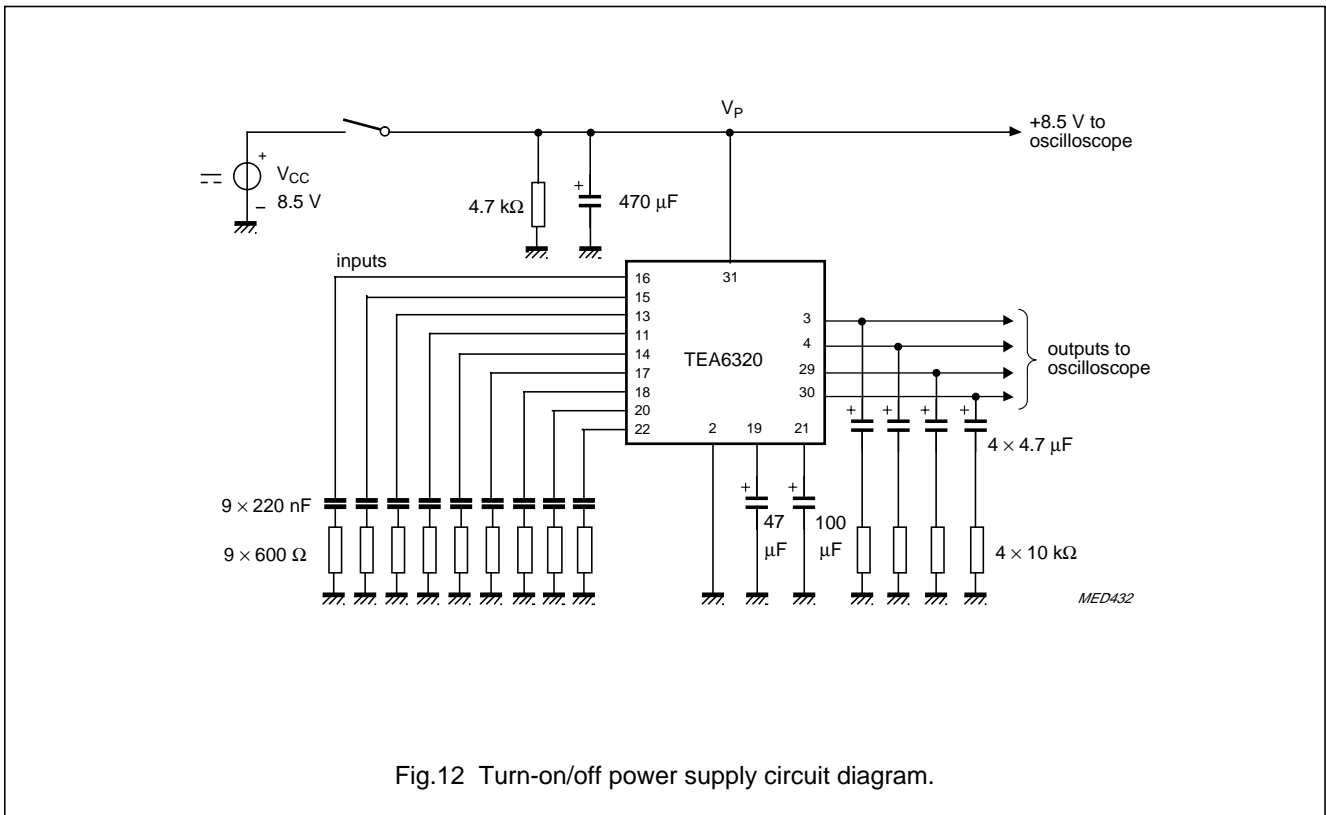 V_P
+8.5 V to
oscilloscope
+
V_CC
8.5 V
−
4.7 kΩ
+
470 μF
inputs
16
15
13
11
14
17
18
20
22
31
TEA6320
3
4
29
30
2
19
21
outputs to
oscilloscope
+
+
+
+
4 × 4.7 μF
9 × 220 nF
9 × 600 Ω
+
47
μF
+
100
μF
4 × 10 kΩ
MED432
Fig.12 Turn-on/off power supply circuit diagram.